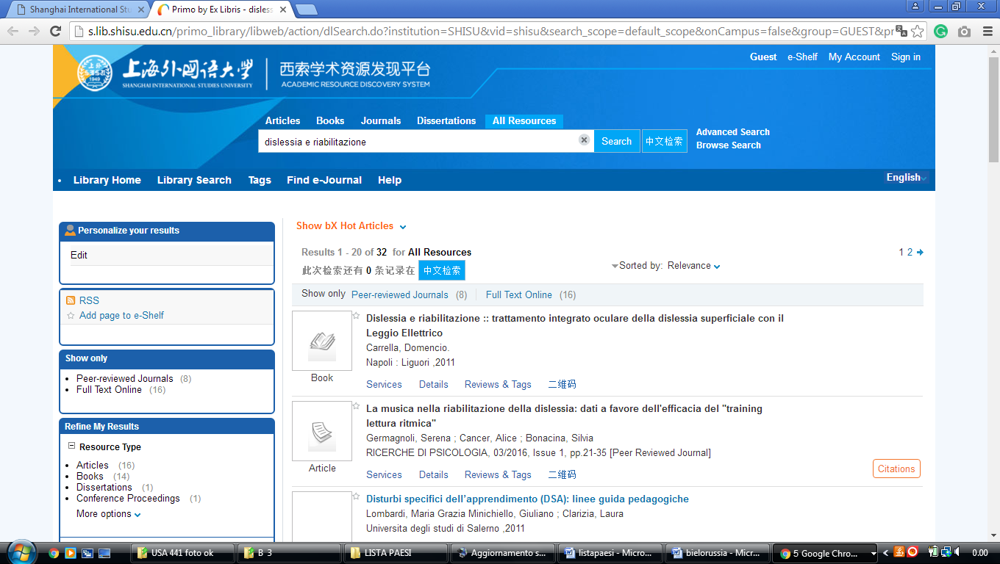 Shanghai International Stu
Primo by Ex Libris - disless
s.lib.shisu.edu.cn/primo_library/libweb/action/dlSearch.do?institution=SHISU&vid=shisu&search_scope=default_scope&onCampus=false&group=GUEST&pr
Guest e-Shelf My Account Sign in
上海外国语大学 西索学术资源发现平台
SHANGHAI INTERNATIONAL STUDIES UNIVERSITY ACADEMIC RESOURCE DISCOVERY SYSTEM
1949
Articles Books Journals Dissertations All Resources
dislessia e riabilitazione Search 中文检索
Advanced Search
Browse Search
Library Home Library Search Tags Find e-Journal Help English
Personalize your results
Edit
RSS
Add page to e-Shelf
Show only
Peer-reviewed Journals (8)
Full Text Online (16)
Refine My Results
Resource Type
Articles (16)
Books (14)
Dissertations (1)
Conference Proceedings (1)
More options
Show bX Hot Articles
Results 1 - 20 of 32 for All Resources
1 2
此次检索还有 0 条记录在 中文检索
Sorted by: Relevance
Show only Peer-reviewed Journals (8) Full Text Online (16)
Book
Dislessia e riabilitazione :: trattamento integrato oculare della dislessia superficiale con il
Leggio Ellettrico
Carrella, Domencio.
Napoli : Liguori ,2011
Services Details Reviews & Tags 二维码
Article
La musica nella riabilitazione della dislessia: dati a favore dell'efficacia del "training
lettura ritmica"
Germagnoli, Serena ; Cancer, Alice ; Bonacina, Silvia
RICERCHE DI PSICOLOGIA, 03/2016, Issue 1, pp.21-35 [Peer Reviewed Journal]
Services Details Reviews & Tags 二维码
Citations
Disturbi specifici dell'apprendimento (DSA): linee guida pedagogiche
Lombardi, Maria Grazia Minichiello, Giuliano ; Clarizia, Laura
Universita degli studi di Salerno ,2011
USA 441 foto ok
B 3
LISTA PAESI
Aggiornamento s...
listapaesi - Micro...
bielorussia - Micr...
5 Google Chro...
0.00